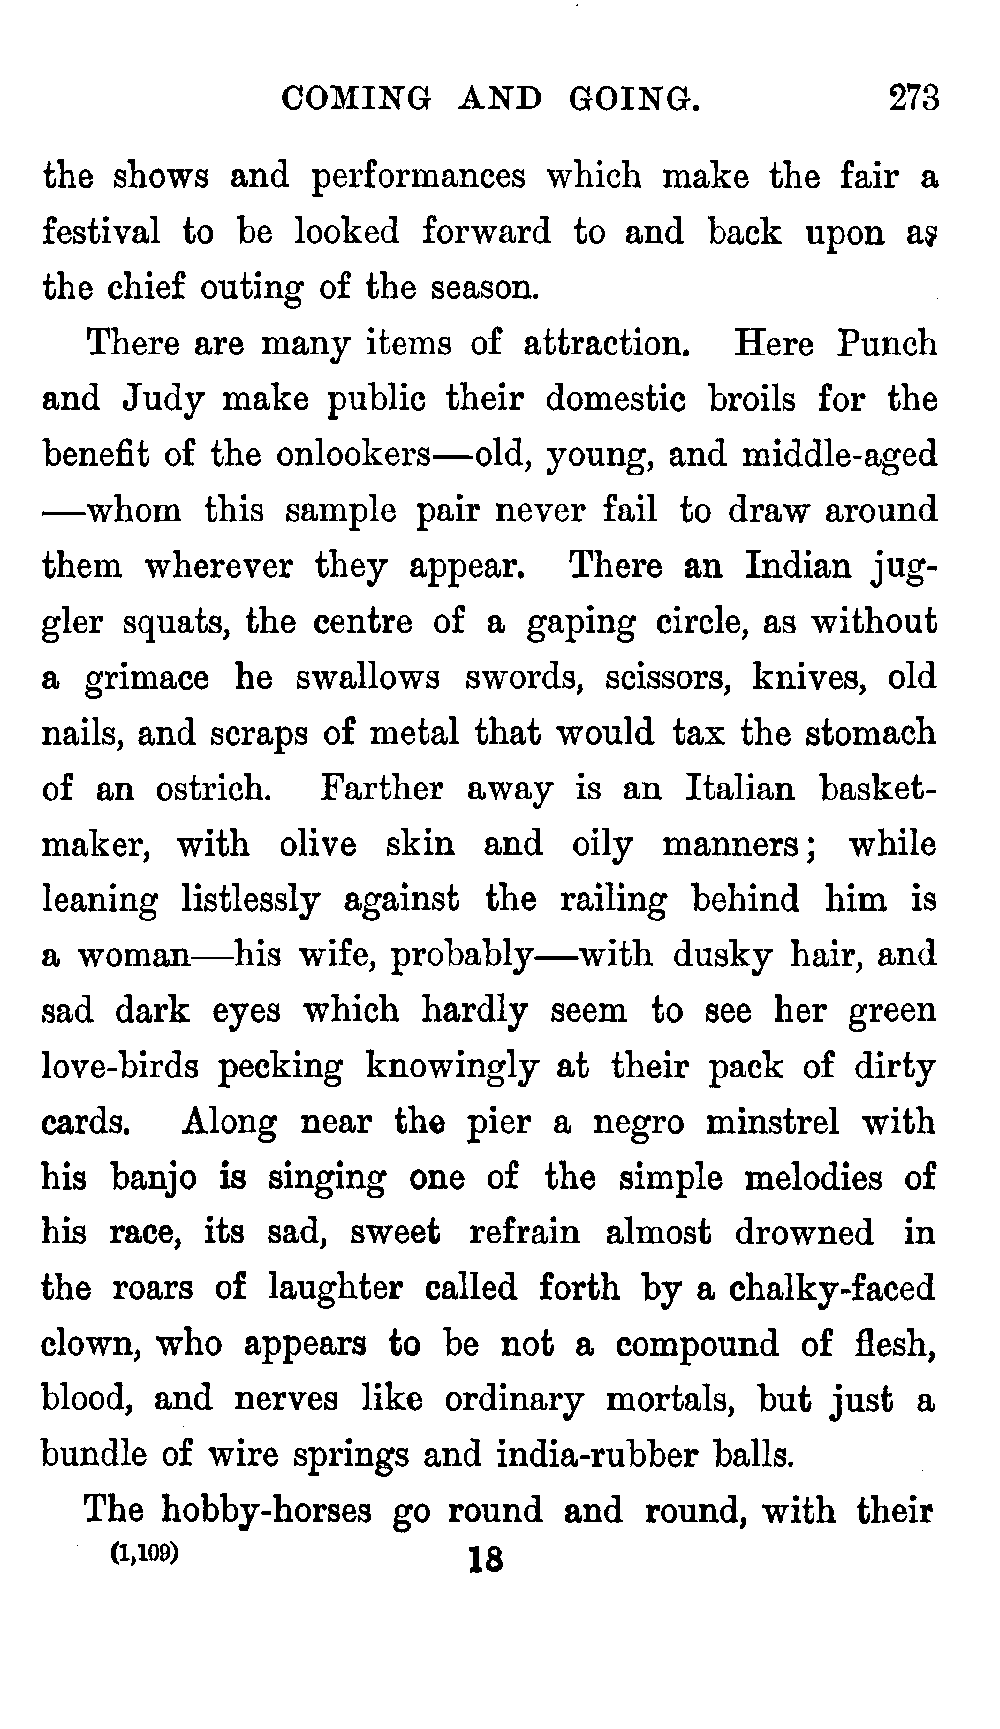 COMING AND GOING. 273
the shows and performances which make the fair a
festival to be looked forward to and back upon as
the chief outing of the season.
There are many items of attraction. Here Punch
and Judy make public their domestic broils for the
benefit of the onlookers—old, young, and middle-aged
—whom this sample pair never fail to draw around
them wherever they appear. There an Indian jug-
gler squats, the centre of a gaping circle, as without
a grimace he swallows swords, scissors, knives, old
nails, and scraps of metal that would tax the stomach
of an ostrich. Farther away is an Italian basket-
maker, with olive skin and oily manners; while
leaning listlessly against the railing behind him is
a woman—his wife, probably—with dusky hair, and
sad dark eyes which hardly seem to see her green
love-birds pecking knowingly at their pack of dirty
cards. Along near the pier a negro minstrel with
his banjo is singing one of the simple melodies of
his race, its sad, sweet refrain almost drowned in
the roars of laughter called forth by a chalky-faced
clown, who appears to be not a compound of flesh,
blood, and nerves like ordinary mortals, but just a
bundle of wire springs and india-rubber balls.
The hobby-horses go round and round, with their
(1,109) 18